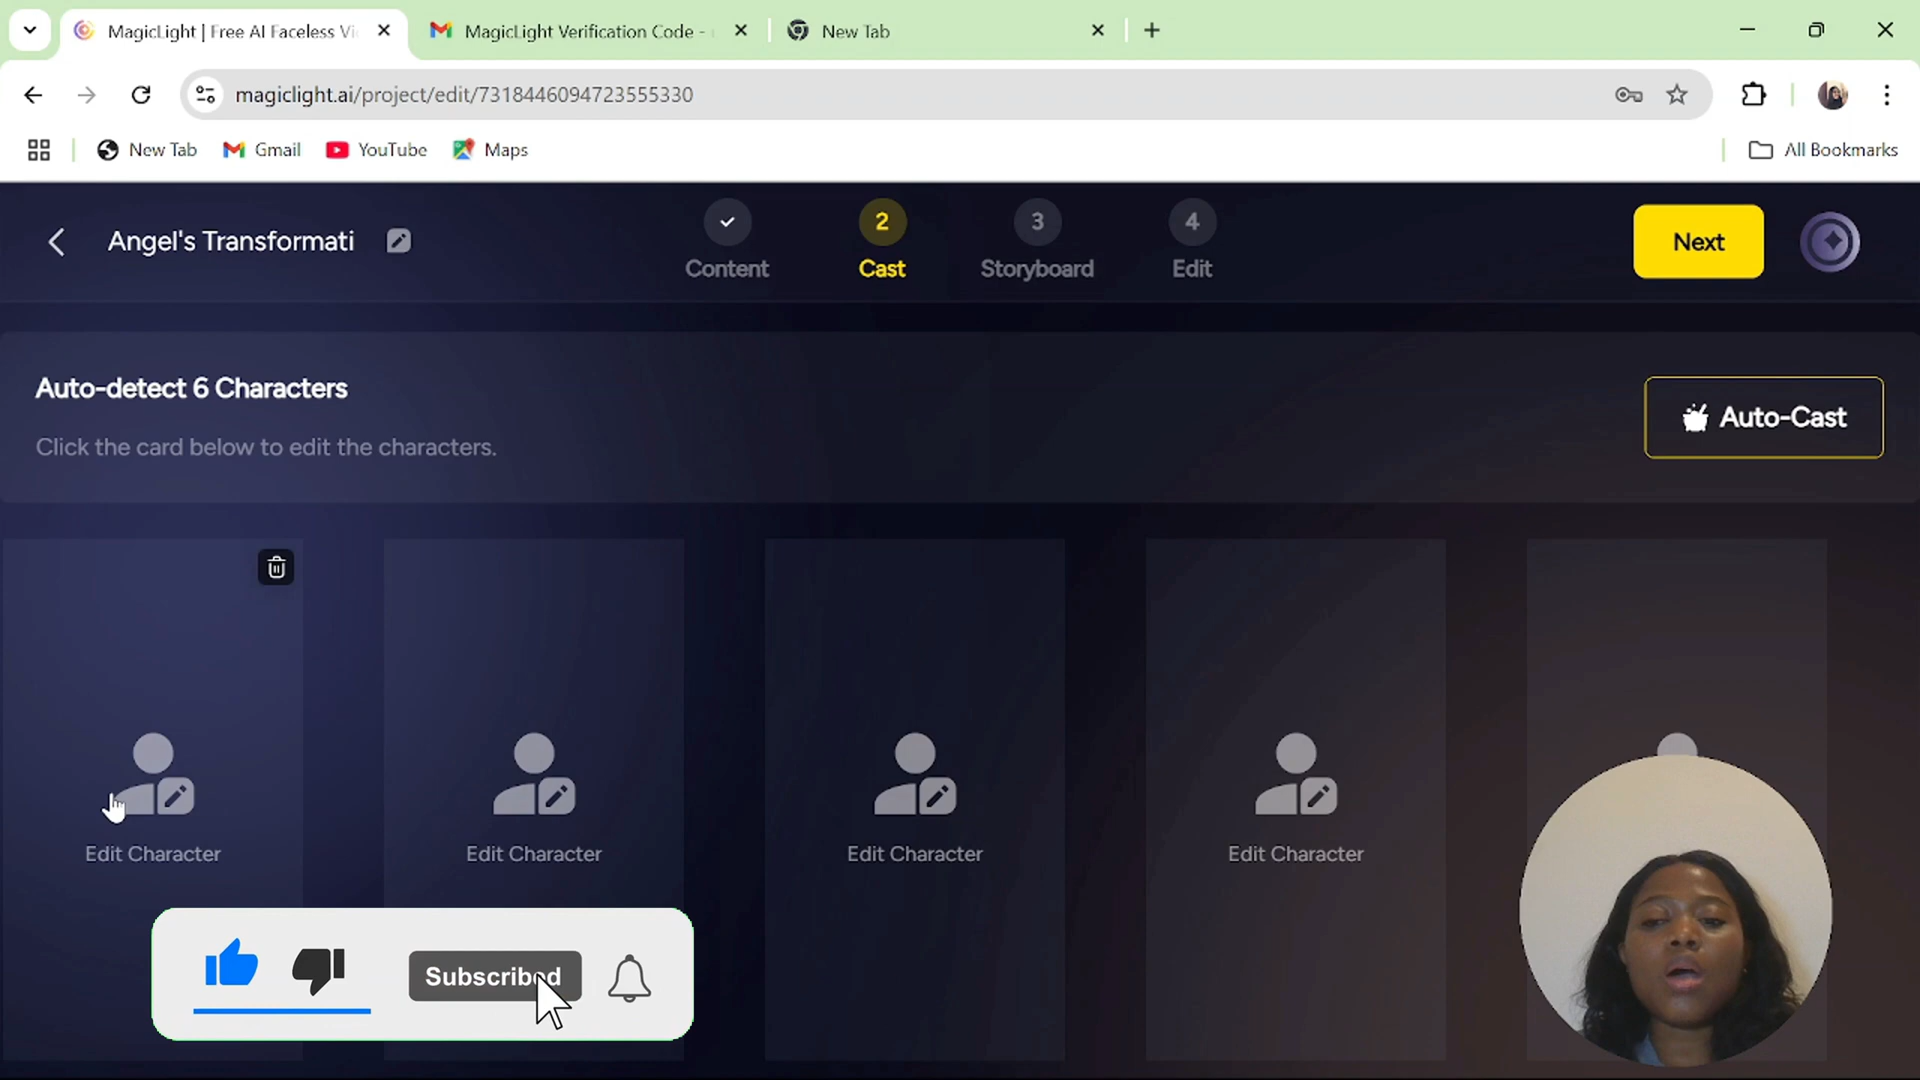 MagicLight | Free AI Faceless Vi
MagicLight Verification Code -
New Tab
magiclight.ai/project/edit/7318446094723555330
New Tab
Gmail
YouTube
Maps
All Bookmarks
Angel's Transformati
Content
2
Cast
3
Storyboard
4
Edit
Next
Auto-detect 6 Characters
Click the card below to edit the characters.
Auto-Cast
Edit Character
Edit Character
Edit Character
Edit Character
Subscribed